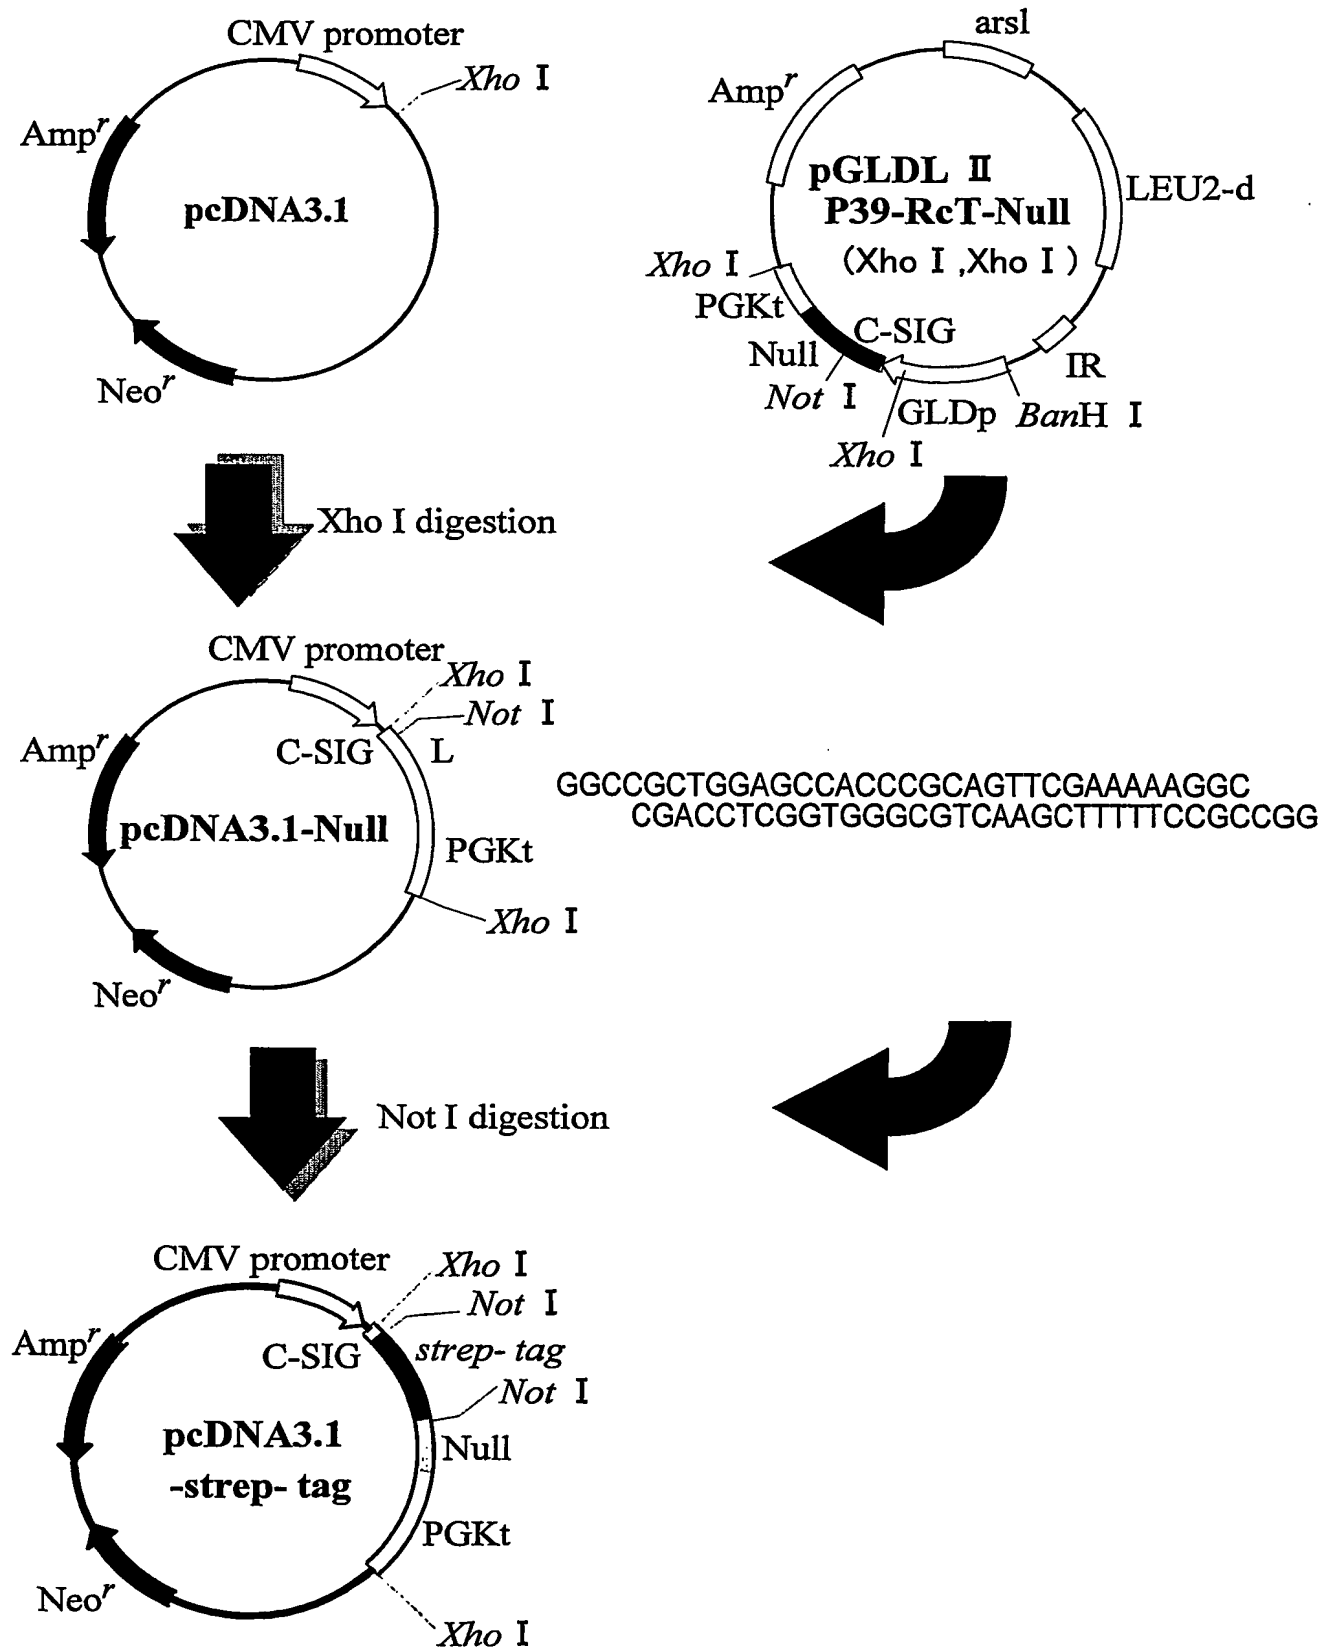 CMV promoter
Xho I
Amp^r
pcDNA3.1
Neo^r
arsl
Amp^r
pGLDL II
P39-RcT-Null
(Xho I ,Xho I )
LEU2-d
Xho I
PGKt
C-SIG
Null
Not I
IR
GLDp
BanH I
Xho I
Xho I digestion
CMV promoter
Xho I
Not I
Amp^r
C-SIG
L
pcDNA3.1-Null
PGKt
Xho I
Neo^r
GGCCGCTGGAGCCACCCGCAGTTCGAAAAAGGC
CGACCTCGGTGGGCGTCAAGCTTTTTCCGCCGG
Not I digestion
CMV promoter
Xho I
Not I
Amp^r
C-SIG
strep- tag
Not I
pcDNA3.1
-strep- tag
Null
PGKt
Neo^r
Xho I